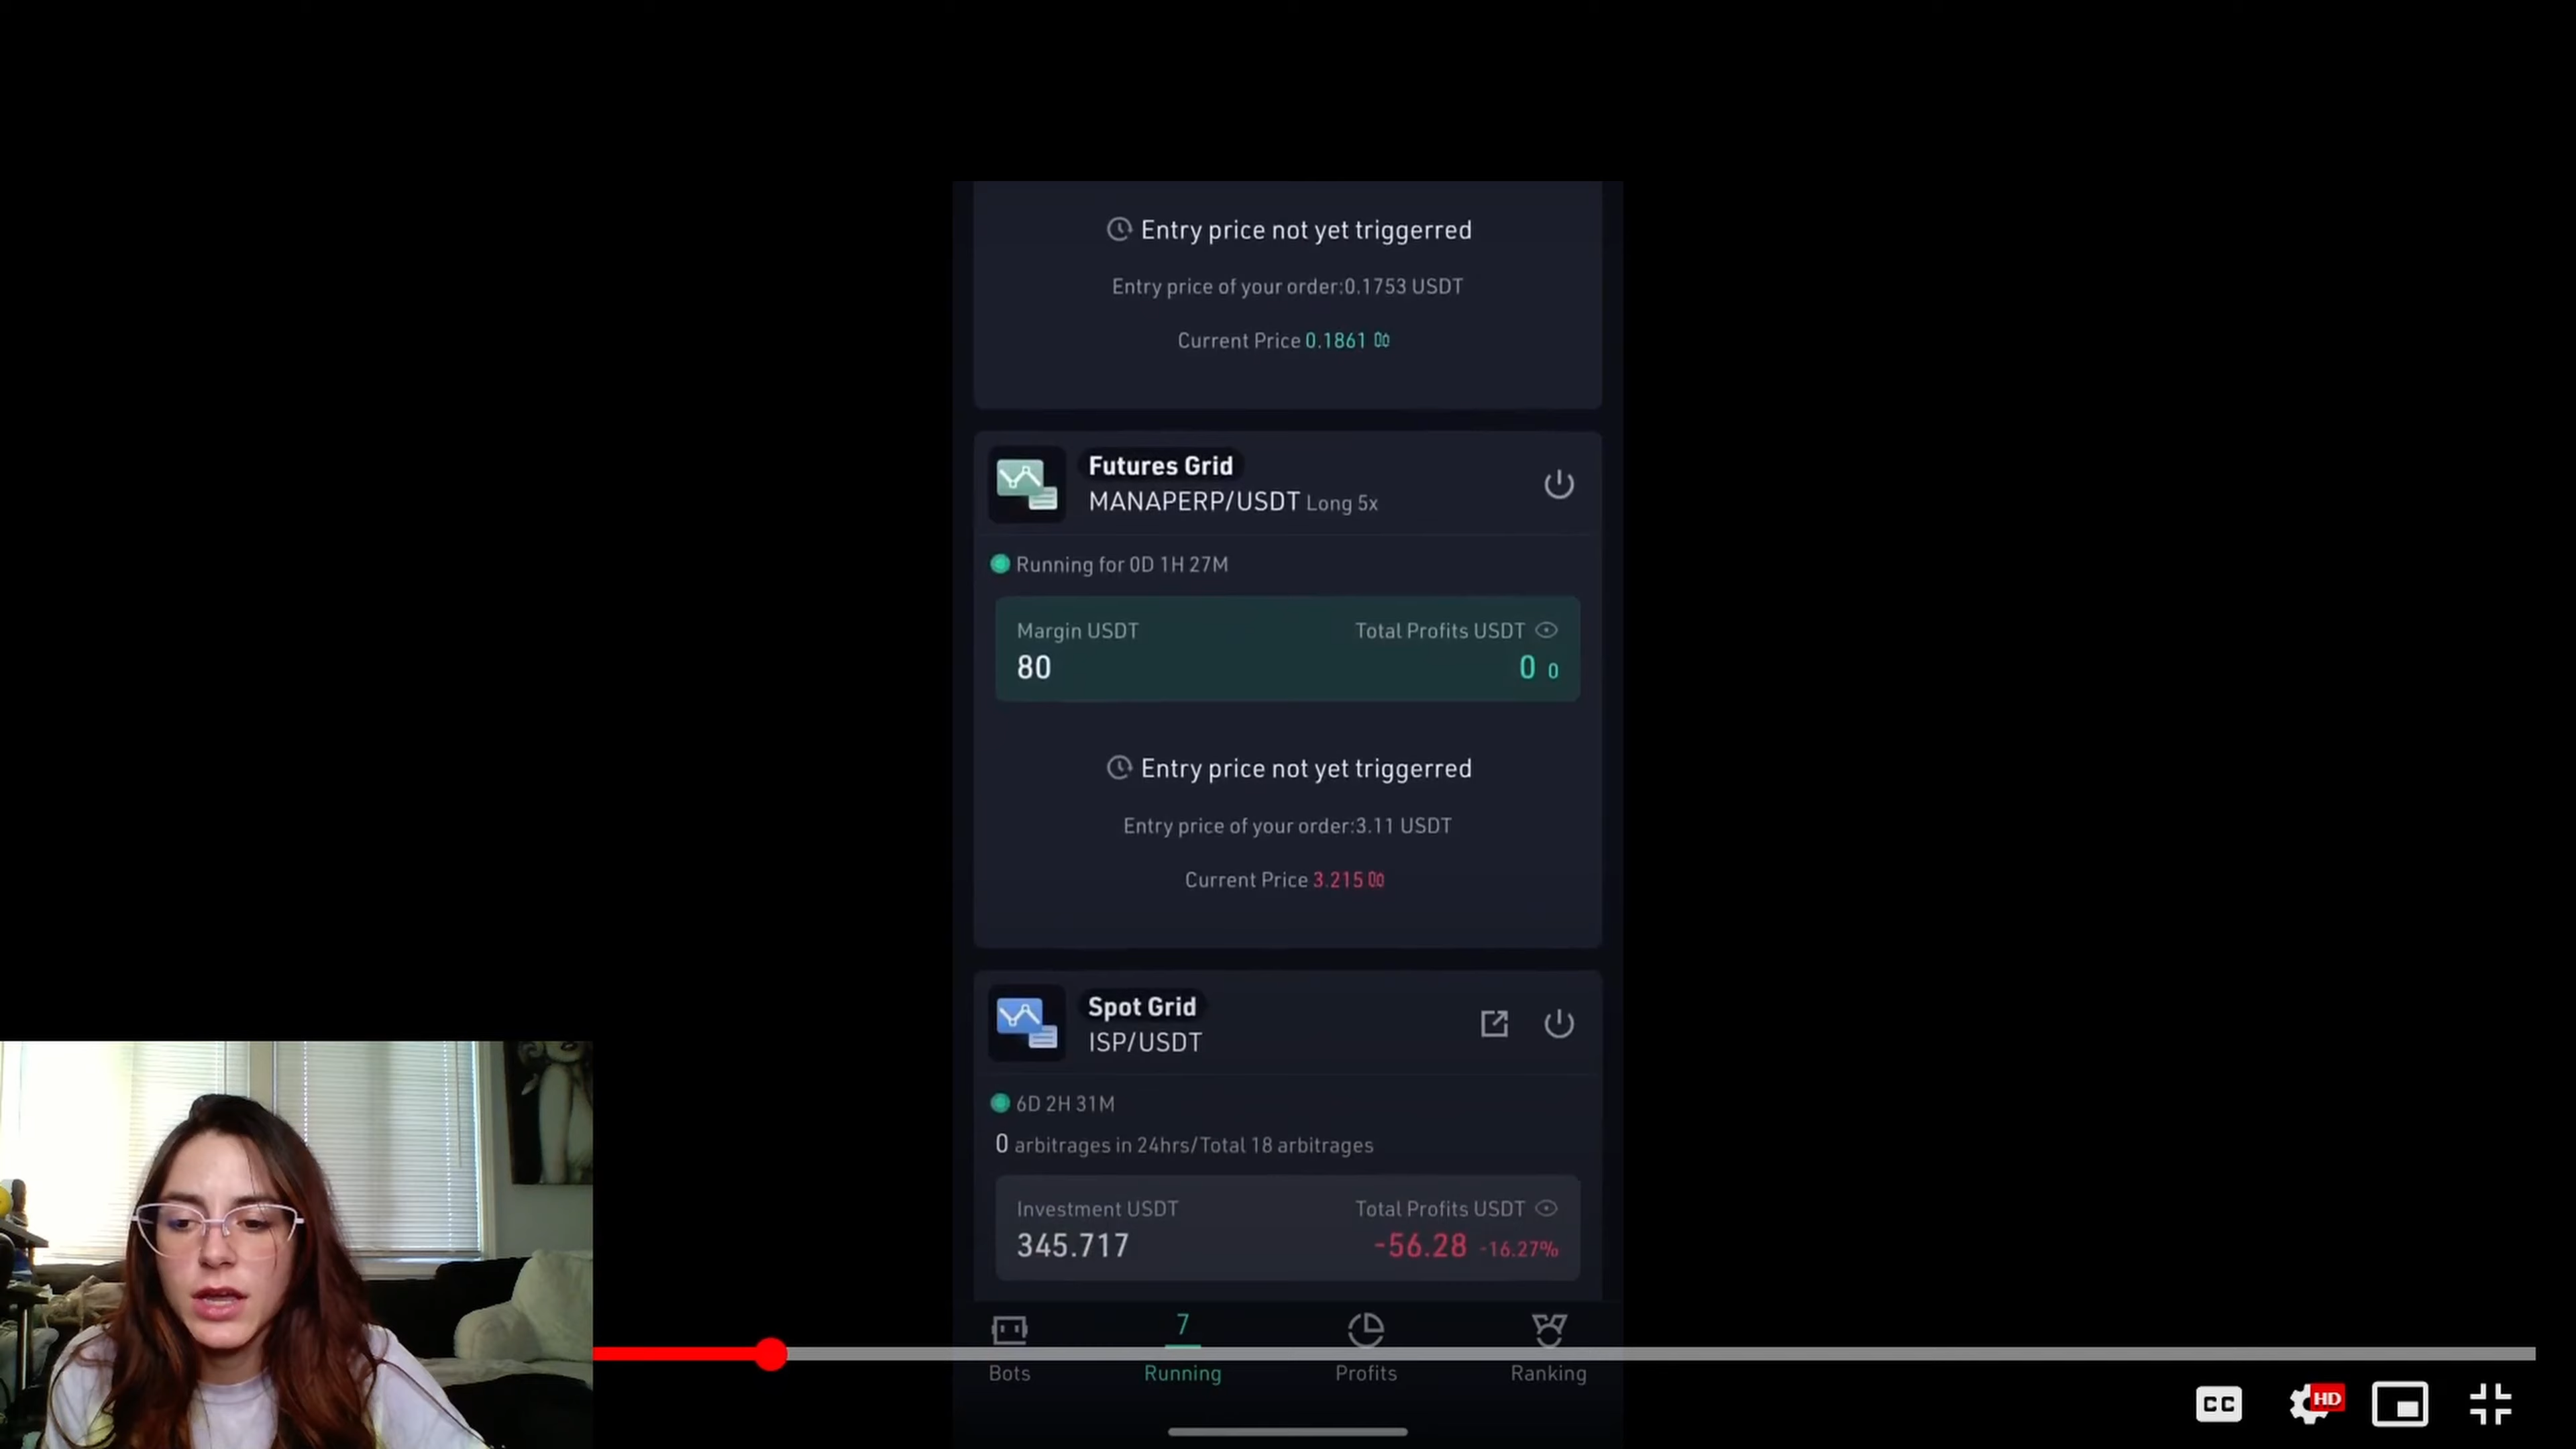 Entry price not yet triggerred
Entry price of your order:0.1753 USDT
Current Price 0.1861
Futures Grid
MANAPERP/USDT Long 5x
Running for 0D 1H 27M
Margin USDT Total Profits USDT
80 0 0
Entry price not yet triggerred
Entry price of your order:3.11 USDT
Current Price 3.215
Spot Grid
ISP/USDT
6D 2H 31M
0 arbitrages in 24hrs/Total 18 arbitrages
Investment USDT Total Profits USDT
345.717 -56.28 -16.27%
7
Bots Running Profits Ranking
CC HD